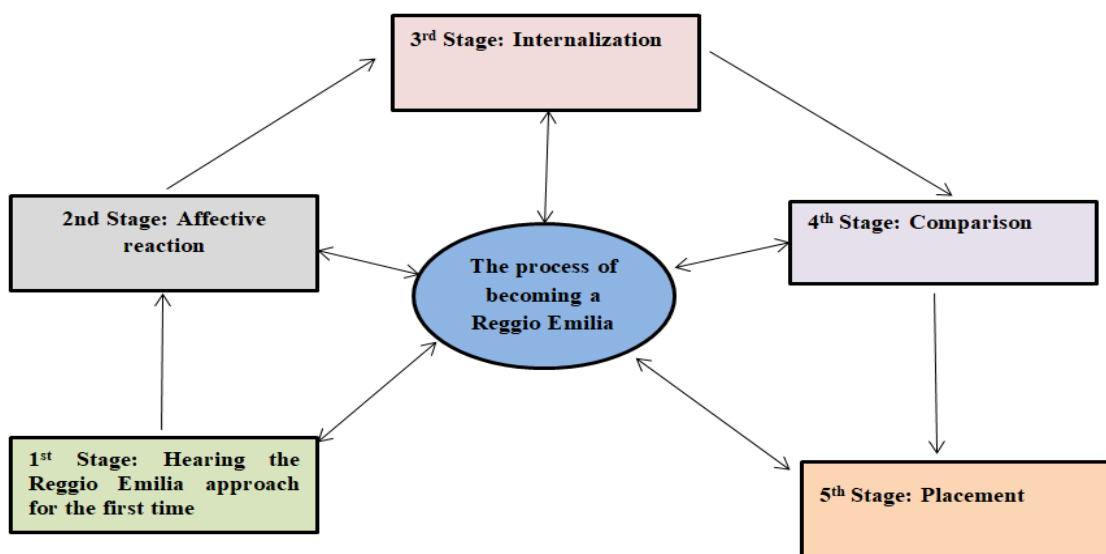 3rd Stage: Internalization
2nd Stage: Affective
reaction
4th Stage: Comparison
The process of
becoming a
Reggio Emilia
1st Stage: Hearing the
Reggio Emilia approach
for the first time
5th Stage: Placement